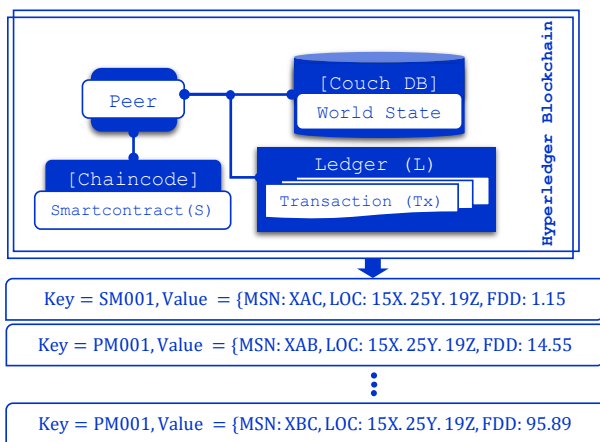 Peer
[Couch DB]
World State
[Chaincode]
Smartcontract(S)
Ledger (L)
Transaction (Tx)
Hyperledger Blockchain
Key = SM001, Value = {MSN: XAC, LOC: 15X. 25Y. 19Z, FDD: 1.15
Key = PM001, Value = {MSN: XAB, LOC: 15X. 25Y. 19Z, FDD: 14.55
Key = PM001, Value = {MSN: XBC, LOC: 15X. 25Y. 19Z, FDD: 95.89